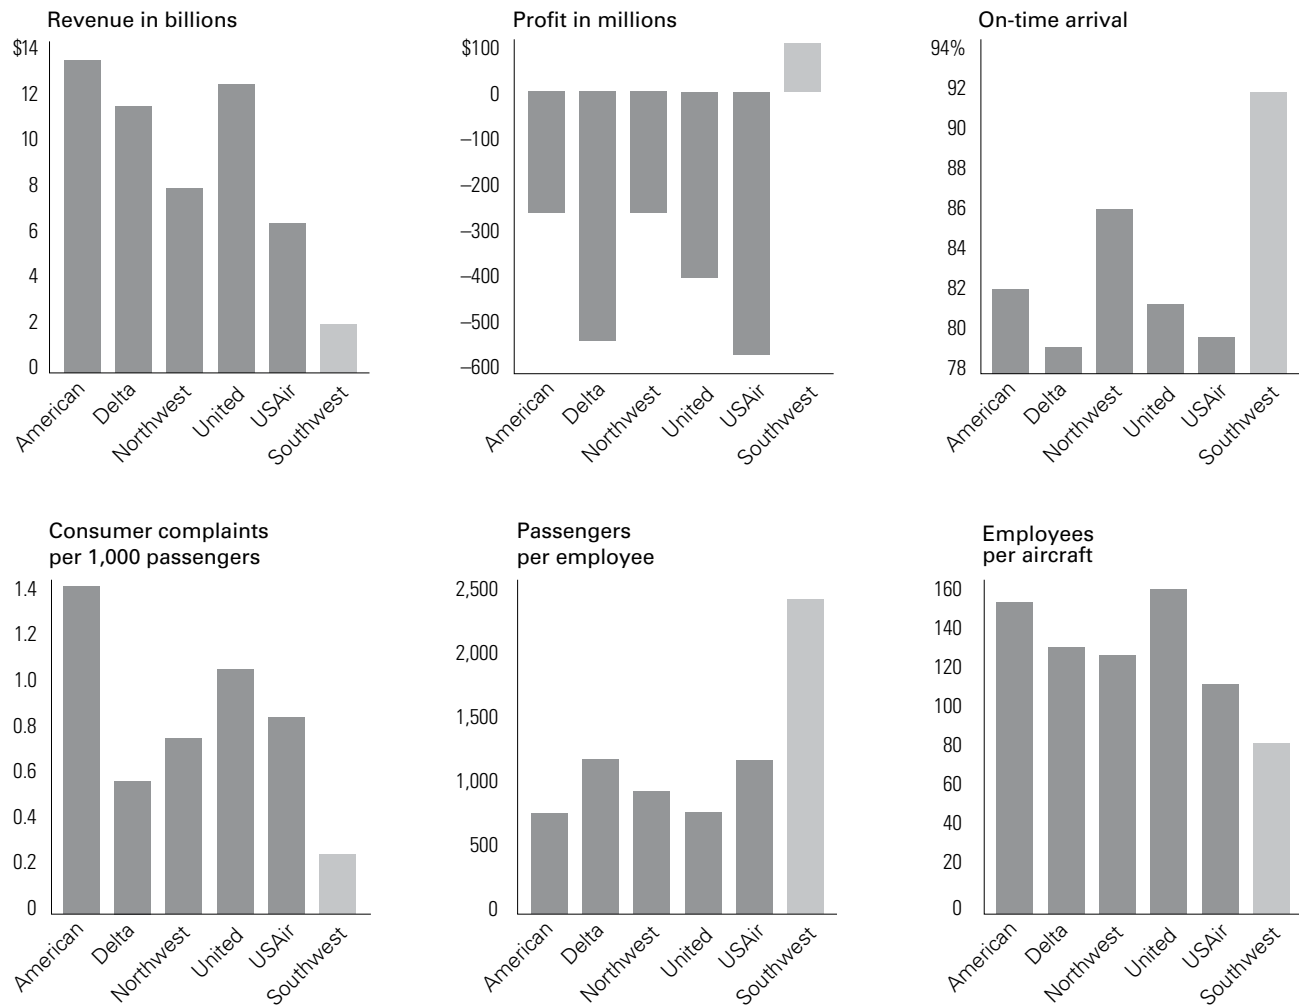 Revenue in billions
$14
12
10
8
6
4
2
0
American
Delta
Northwest
United
USAir
Southwest
Profit in millions
$100
0
–100
–200
–300
–400
–500
–600
American
Delta
Northwest
United
USAir
Southwest
On-time arrival
94%
92
90
88
86
84
82
80
78
American
Delta
Northwest
United
USAir
Southwest
Consumer complaints
per 1,000 passengers
1.4
1.2
1.0
0.8
0.6
0.4
0.2
0
American
Delta
Northwest
United
USAir
Southwest
Passengers
per employee
2,500
2,000
1,500
1,000
500
0
American
Delta
Northwest
United
USAir
Southwest
Employees
per aircraft
160
140
120
100
80
60
40
20
0
American
Delta
Northwest
United
USAir
Southwest